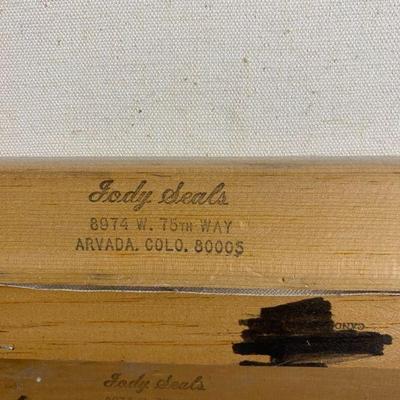 Jody Seals
8974 W. 75TH WAY
ARVADA, COLO. 80005
Jody Seals